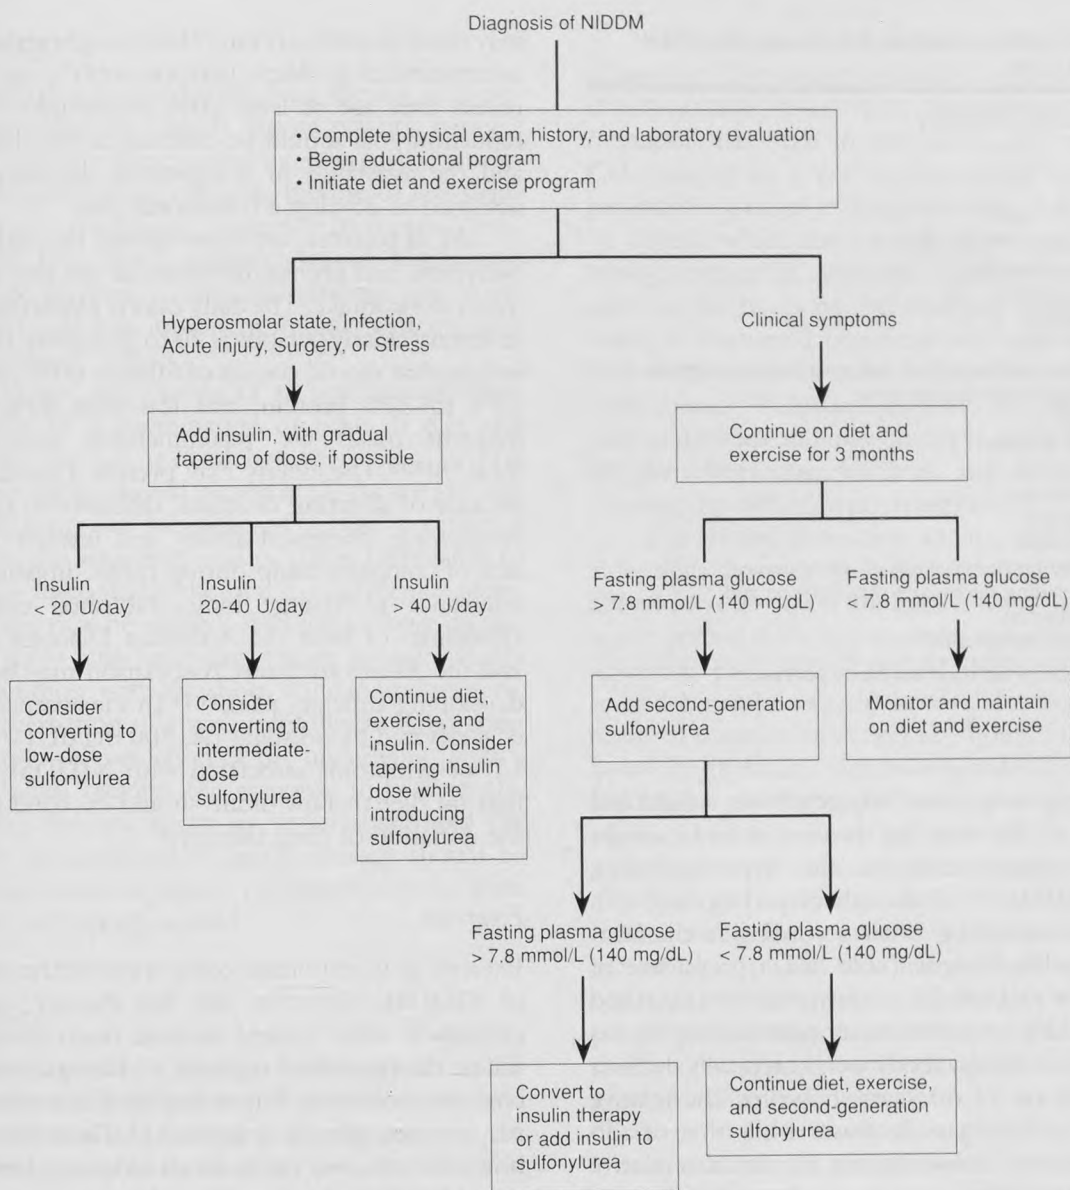 Diagnosis of NIDDM
• Complete physical exam, history, and laboratory evaluation
• Begin educational program
• Initiate diet and exercise program
Hyperosmolar state, Infection,
Acute injury, Surgery, or Stress
Clinical symptoms
Add insulin, with gradual
tapering of dose, if possible
Continue on diet and
exercise for 3 months
Insulin
< 20 U/day
Insulin
20-40 U/day
Insulin
> 40 U/day
Fasting plasma glucose
> 7.8 mmol/L (140 mg/dL)
Fasting plasma glucose
< 7.8 mmol/L (140 mg/dL)
Consider
converting to
low-dose
sulfonylurea
Consider
converting to
intermediate-
dose
sulfonylurea
Continue diet,
exercise, and
insulin. Consider
tapering insulin
dose while
introducing
sulfonylurea
Add second-generation
sulfonylurea
Monitor and maintain
on diet and exercise
Fasting plasma glucose
> 7.8 mmol/L (140 mg/dL)
Fasting plasma glucose
< 7.8 mmol/L (140 mg/dL)
Convert to
insulin therapy
or add insulin to
sulfonylurea
Continue diet, exercise,
and second-generation
sulfonylurea